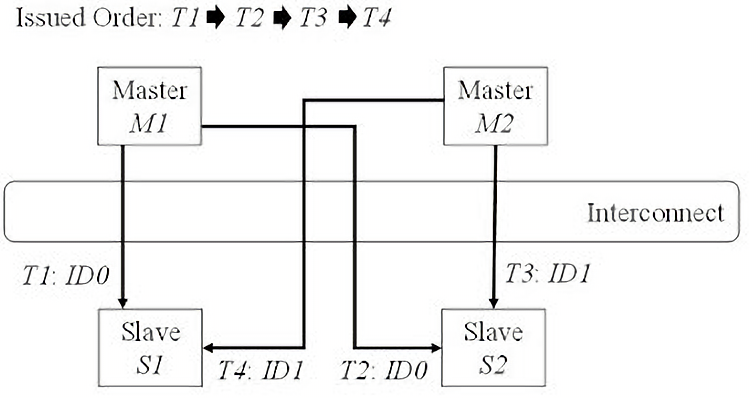 Issued Order: T1 ➡ T2 ➡ T3 ➡ T4
Master
M1
Master
M2
Interconnect
T1: ID0
T3: ID1
Slave
S1
T4: ID1
T2: ID0
Slave
S2